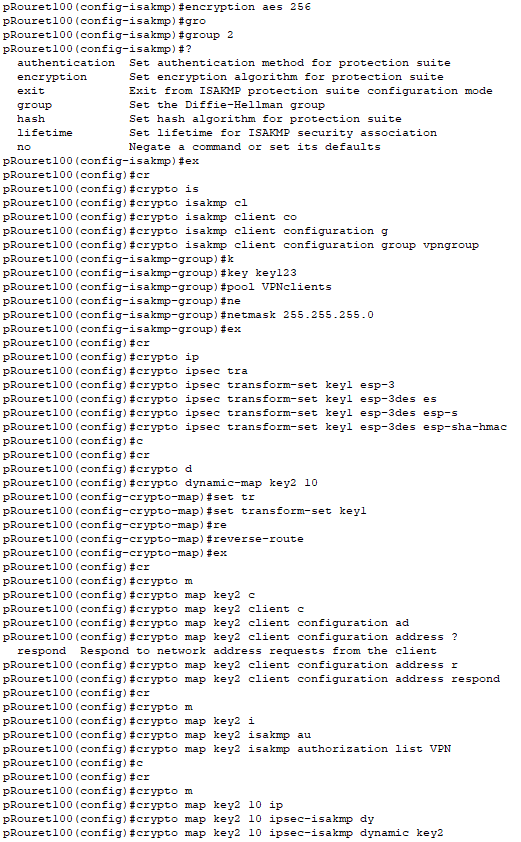 pRouret100(config-isakmp)#encryption aes 256
pRouret100(config-isakmp)#gro
pRouret100(config-isakmp)#group 2
pRouret100(config-isakmp)#?
  authentication  Set authentication method for protection suite
  encryption      Set encryption algorithm for protection suite
  exit            Exit from ISAKMP protection suite configuration mode
  group           Set the Diffie-Hellman group
  hash            Set hash algorithm for protection suite
  lifetime        Set lifetime for ISAKMP security association
  no              Negate a command or set its defaults
pRouret100(config-isakmp)#ex
pRouret100(config)#cr
pRouret100(config)#crypto is
pRouret100(config)#crypto isakmp cl
pRouret100(config)#crypto isakmp client co
pRouret100(config)#crypto isakmp client configuration g
pRouret100(config)#crypto isakmp client configuration group vpngroup
pRouret100(config-isakmp-group)#k
pRouret100(config-isakmp-group)#key key123
pRouret100(config-isakmp-group)#pool VPNclients
pRouret100(config-isakmp-group)#ne
pRouret100(config-isakmp-group)#netmask 255.255.255.0
pRouret100(config-isakmp-group)#ex
pRouret100(config)#cr
pRouret100(config)#crypto ip
pRouret100(config)#crypto ipsec tra
pRouret100(config)#crypto ipsec transform-set key1 esp-3
pRouret100(config)#crypto ipsec transform-set key1 esp-3des es
pRouret100(config)#crypto ipsec transform-set key1 esp-3des esp-s
pRouret100(config)#crypto ipsec transform-set key1 esp-3des esp-sha-hmac
pRouret100(config)#c
pRouret100(config)#cr
pRouret100(config)#crypto d
pRouret100(config)#crypto dynamic-map key2 10
pRouret100(config-crypto-map)#set tr
pRouret100(config-crypto-map)#set transform-set key1
pRouret100(config-crypto-map)#re
pRouret100(config-crypto-map)#reverse-route
pRouret100(config-crypto-map)#ex
pRouret100(config)#cr
pRouret100(config)#crypto m
pRouret100(config)#crypto map key2 c
pRouret100(config)#crypto map key2 client c
pRouret100(config)#crypto map key2 client configuration ad
pRouret100(config)#crypto map key2 client configuration address ?
  respond  Respond to network address requests from the client
pRouret100(config)#crypto map key2 client configuration address r
pRouret100(config)#crypto map key2 client configuration address respond
pRouret100(config)#cr
pRouret100(config)#crypto m
pRouret100(config)#crypto map key2 i
pRouret100(config)#crypto map key2 isakmp au
pRouret100(config)#crypto map key2 isakmp authorization list VPN
pRouret100(config)#c
pRouret100(config)#cr
pRouret100(config)#crypto m
pRouret100(config)#crypto map key2 10 ip
pRouret100(config)#crypto map key2 10 ipsec-isakmp dy
pRouret100(config)#crypto map key2 10 ipsec-isakmp dynamic key2